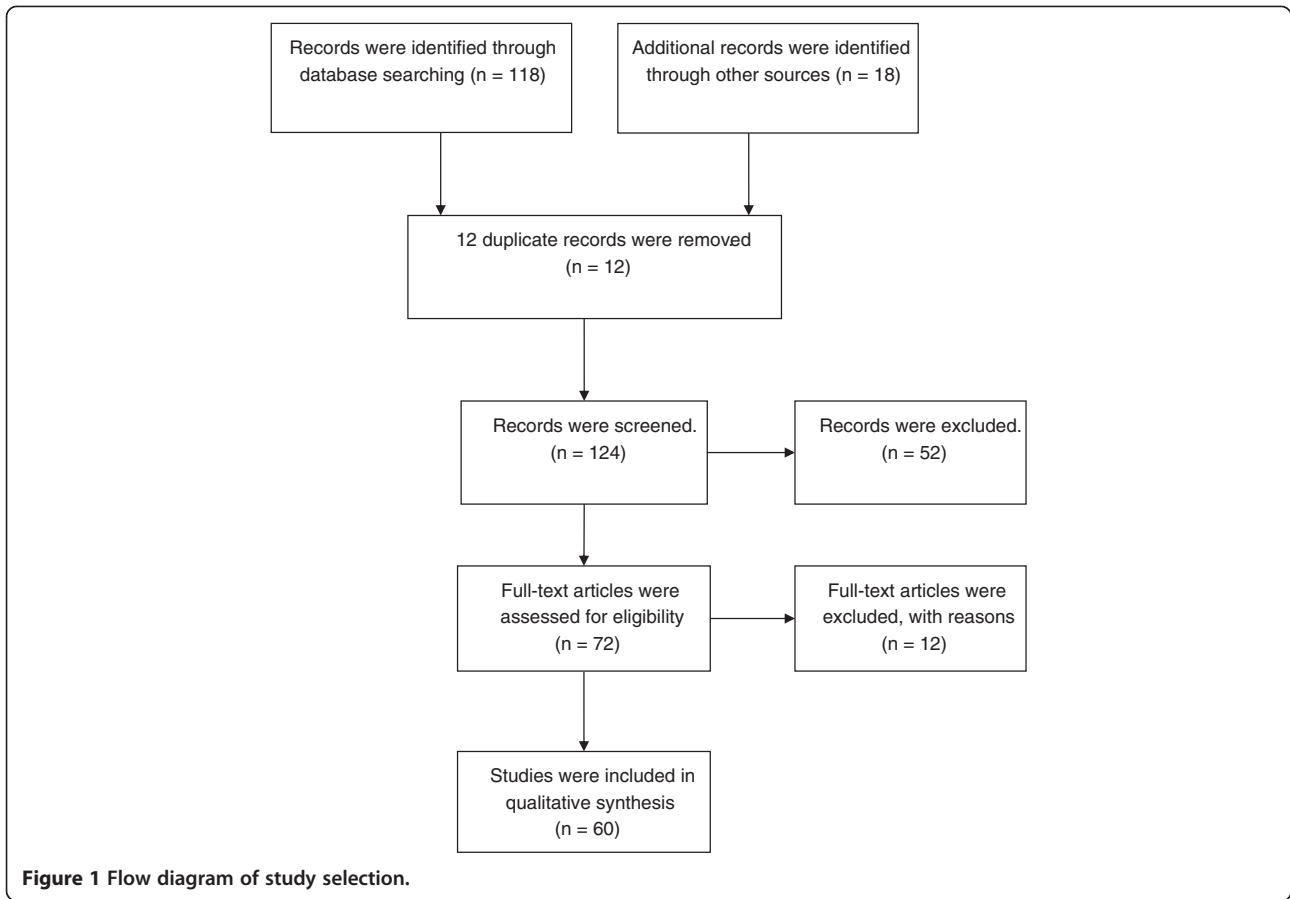 Records were identified through
database searching (n = 118)
Additional records were identified
through other sources (n = 18)
12 duplicate records were removed
(n = 12)
Records were screened.
(n = 124)
Records were excluded.
(n = 52)
Full-text articles were
assessed for eligibility
(n = 72)
Full-text articles were
excluded, with reasons
(n = 12)
Studies were included in
qualitative synthesis
(n = 60)
Figure 1 Flow diagram of study selection.